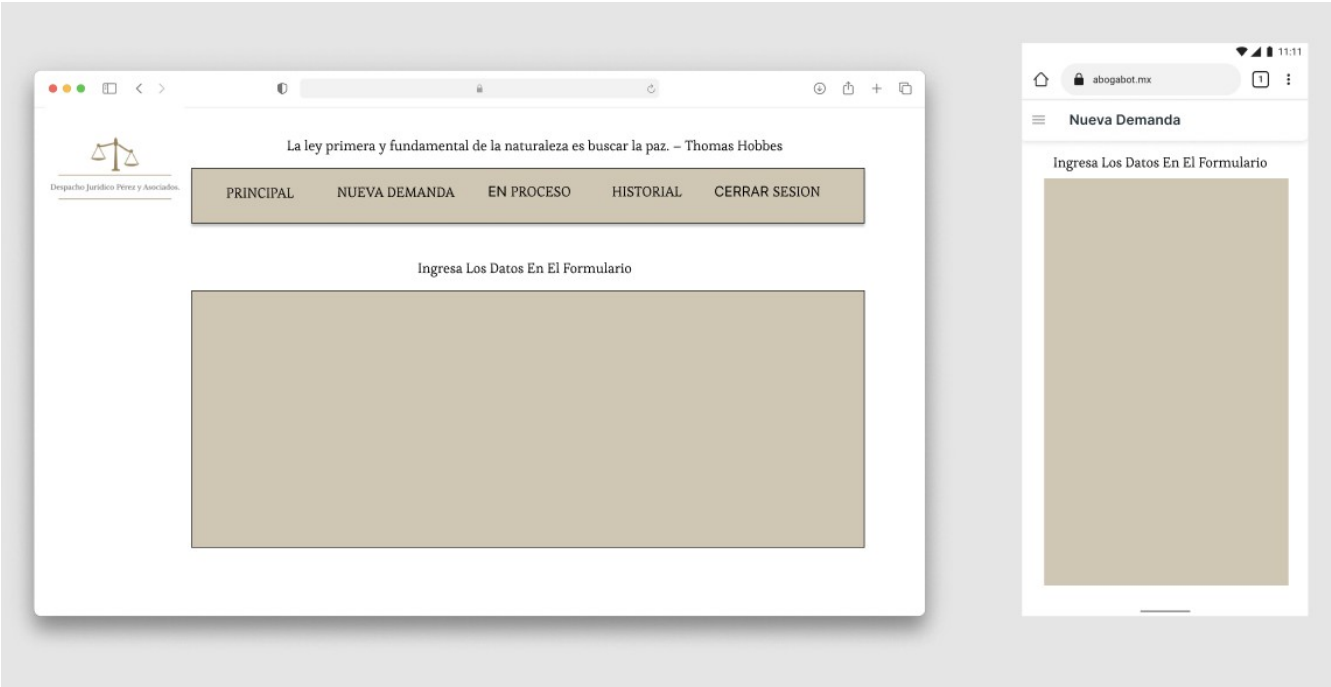 La ley primera y fundamental de la naturaleza es buscar la paz. – Thomas Hobbes
Despacho Jurídico Pérez y Asociados.
PRINCIPAL NUEVA DEMANDA EN PROCESO HISTORIAL CERRAR SESION
Ingresa Los Datos En El Formulario
11:11
abogabot.mx 1
Nueva Demanda
Ingresa Los Datos En El Formulario